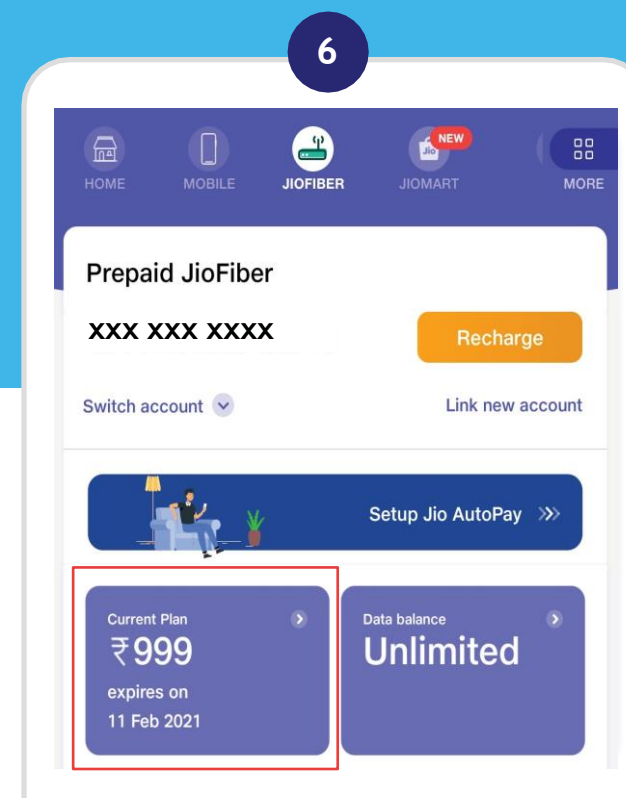 6
NEW
Jio
HOME MOBILE JIOFIBER JIOMART MORE
Prepaid JioFiber
XXX XXX XXXX
Recharge
Switch account
Link new account
Setup Jio AutoPay
Current Plan
₹999
expires on
11 Feb 2021
Data balance
Unlimited